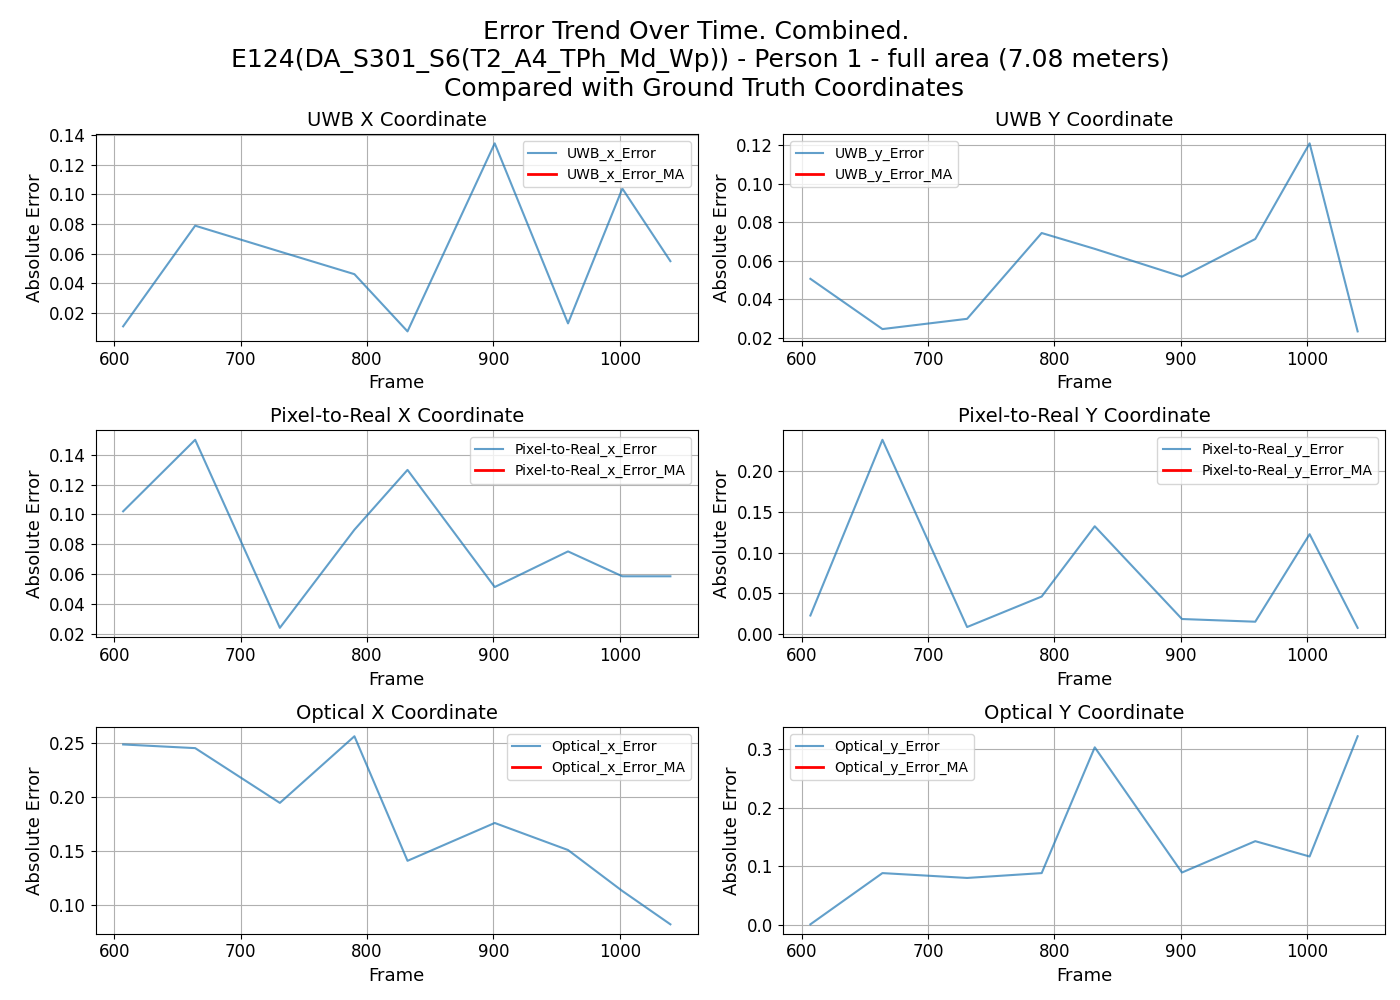 Error Trend Over Time. Combined.
E124(DA_S301_S6(T2_A4_TPh_Md_Wp)) - Person 1 - full area (7.08 meters)
Compared with Ground Truth Coordinates
UWB X Coordinate
Absolute Error
0.14
0.12
0.10
0.08
0.06
0.04
0.02
UWB_x_Error
UWB_x_Error_MA
600 700 800 900 1000
Frame
UWB Y Coordinate
Absolute Error
0.12
0.10
0.08
0.06
0.04
0.02
UWB_y_Error
UWB_y_Error_MA
600 700 800 900 1000
Frame
Pixel-to-Real X Coordinate
Absolute Error
0.14
0.12
0.10
0.08
0.06
0.04
0.02
Pixel-to-Real_x_Error
Pixel-to-Real_x_Error_MA
600 700 800 900 1000
Frame
Pixel-to-Real Y Coordinate
Absolute Error
0.20
0.15
0.10
0.05
0.00
Pixel-to-Real_y_Error
Pixel-to-Real_y_Error_MA
600 700 800 900 1000
Frame
Optical X Coordinate
Absolute Error
0.25
0.20
0.15
0.10
Optical_x_Error
Optical_x_Error_MA
600 700 800 900 1000
Frame
Optical Y Coordinate
Absolute Error
0.3
0.2
0.1
0.0
Optical_y_Error
Optical_y_Error_MA
600 700 800 900 1000
Frame